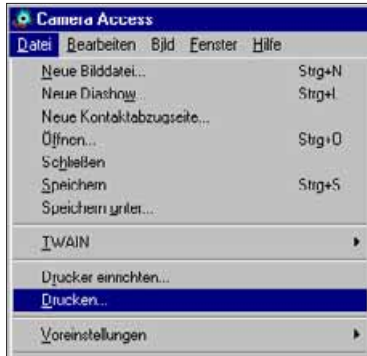 Camera Access
Datei Bearbeiten Bild Fenster Hilfe
Neue Bilddatei... Strg+N
Neue Diashow... Strg+L
Neue Kontaktabzugseite...
Öffnen... Strg+O
Schließen
Speichern Strg+S
Speichern unter...
TWAIN
Drucker einrichten...
Drucken...
Voreinstellungen